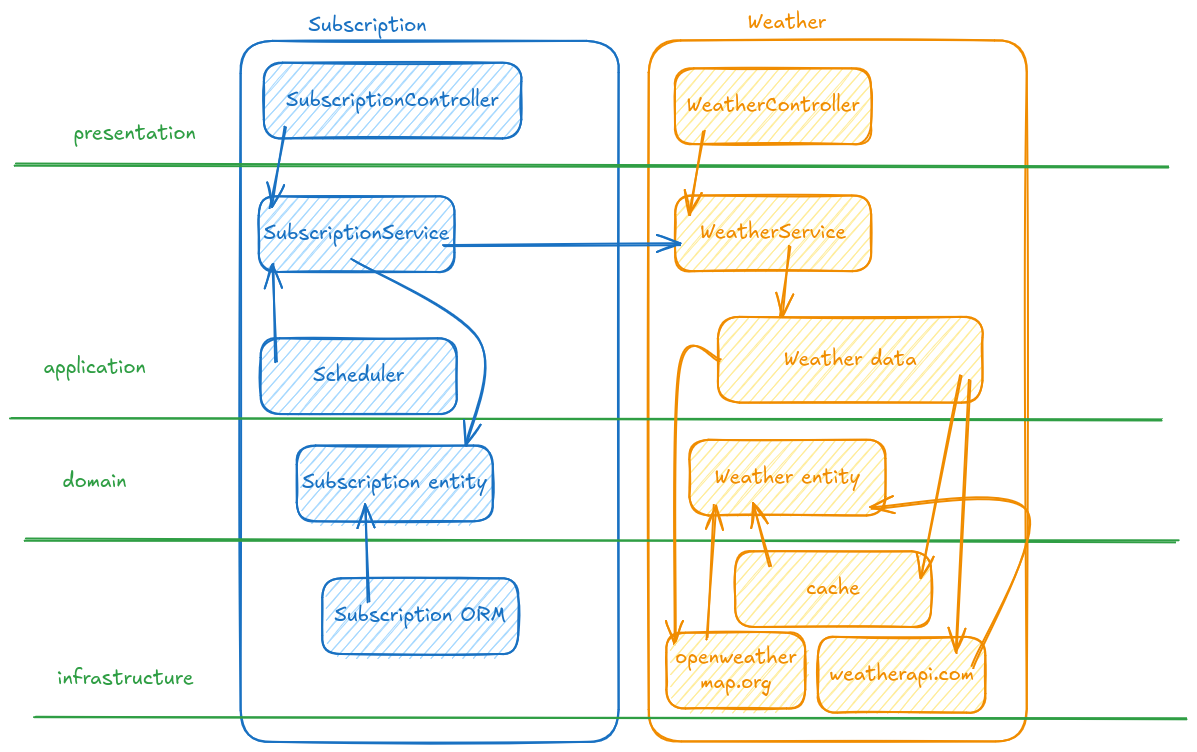 Subscription
Weather
SubscriptionController
WeatherController
presentation
SubscriptionService
WeatherService
application
Scheduler
Weather data
domain
Subscription entity
Weather entity
cache
Subscription ORM
openweather
map.org
weatherapi.com
infrastructure